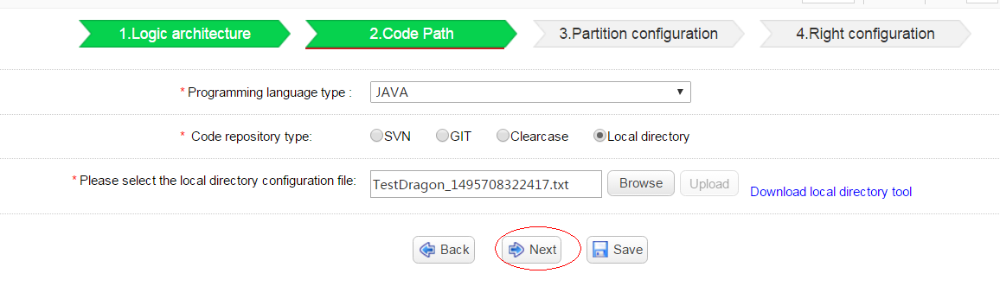 1.Logic architecture 2.Code Path 3.Partition configuration 4.Right configuration
* Programming language type : JAVA
* Code repository type: SVN GIT Clearcase Local directory
* Please select the local directory configuration file: TestDragon_1495708322417.txt Browse Upload Download local directory tool
Back Next Save